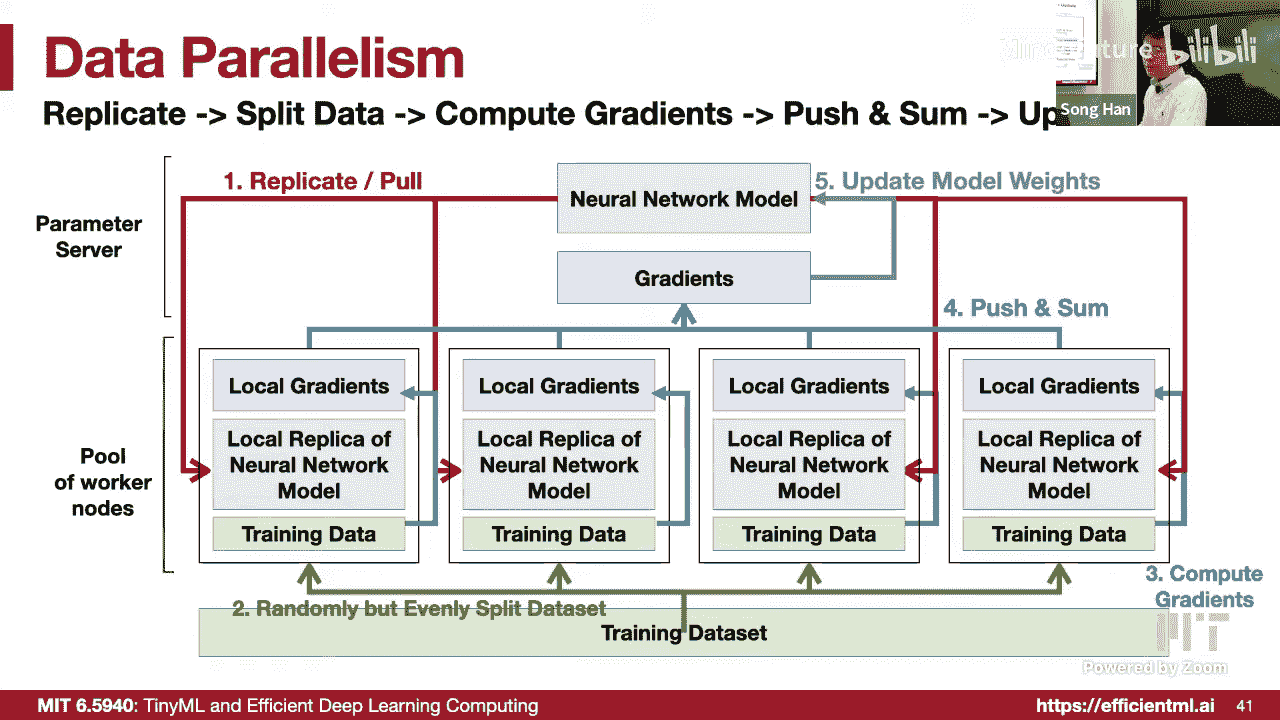 Data Parallelism
Replicate -> Split Data -> Compute Gradients -> Push & Sum -> Up
Song Han
1. Replicate / Pull
Neural Network Model
5. Update Model Weights
Parameter
Server
Gradients
4. Push & Sum
Local Gradients
Local Gradients
Local Gradients
Local Gradients
Pool
of worker
nodes
Local Replica of
Neural Network
Model
Local Replica of
Neural Network
Model
Local Replica of
Neural Network
Model
Local Replica of
Neural Network
Model
Training Data
Training Data
Training Data
Training Data
3. Compute
Gradients
2. Randomly but Evenly Split Dataset
Training Dataset
MIT
Powered by Zoom
MIT 6.5940: TinyML and Efficient Deep Learning Computing
https://efficientml.ai
41